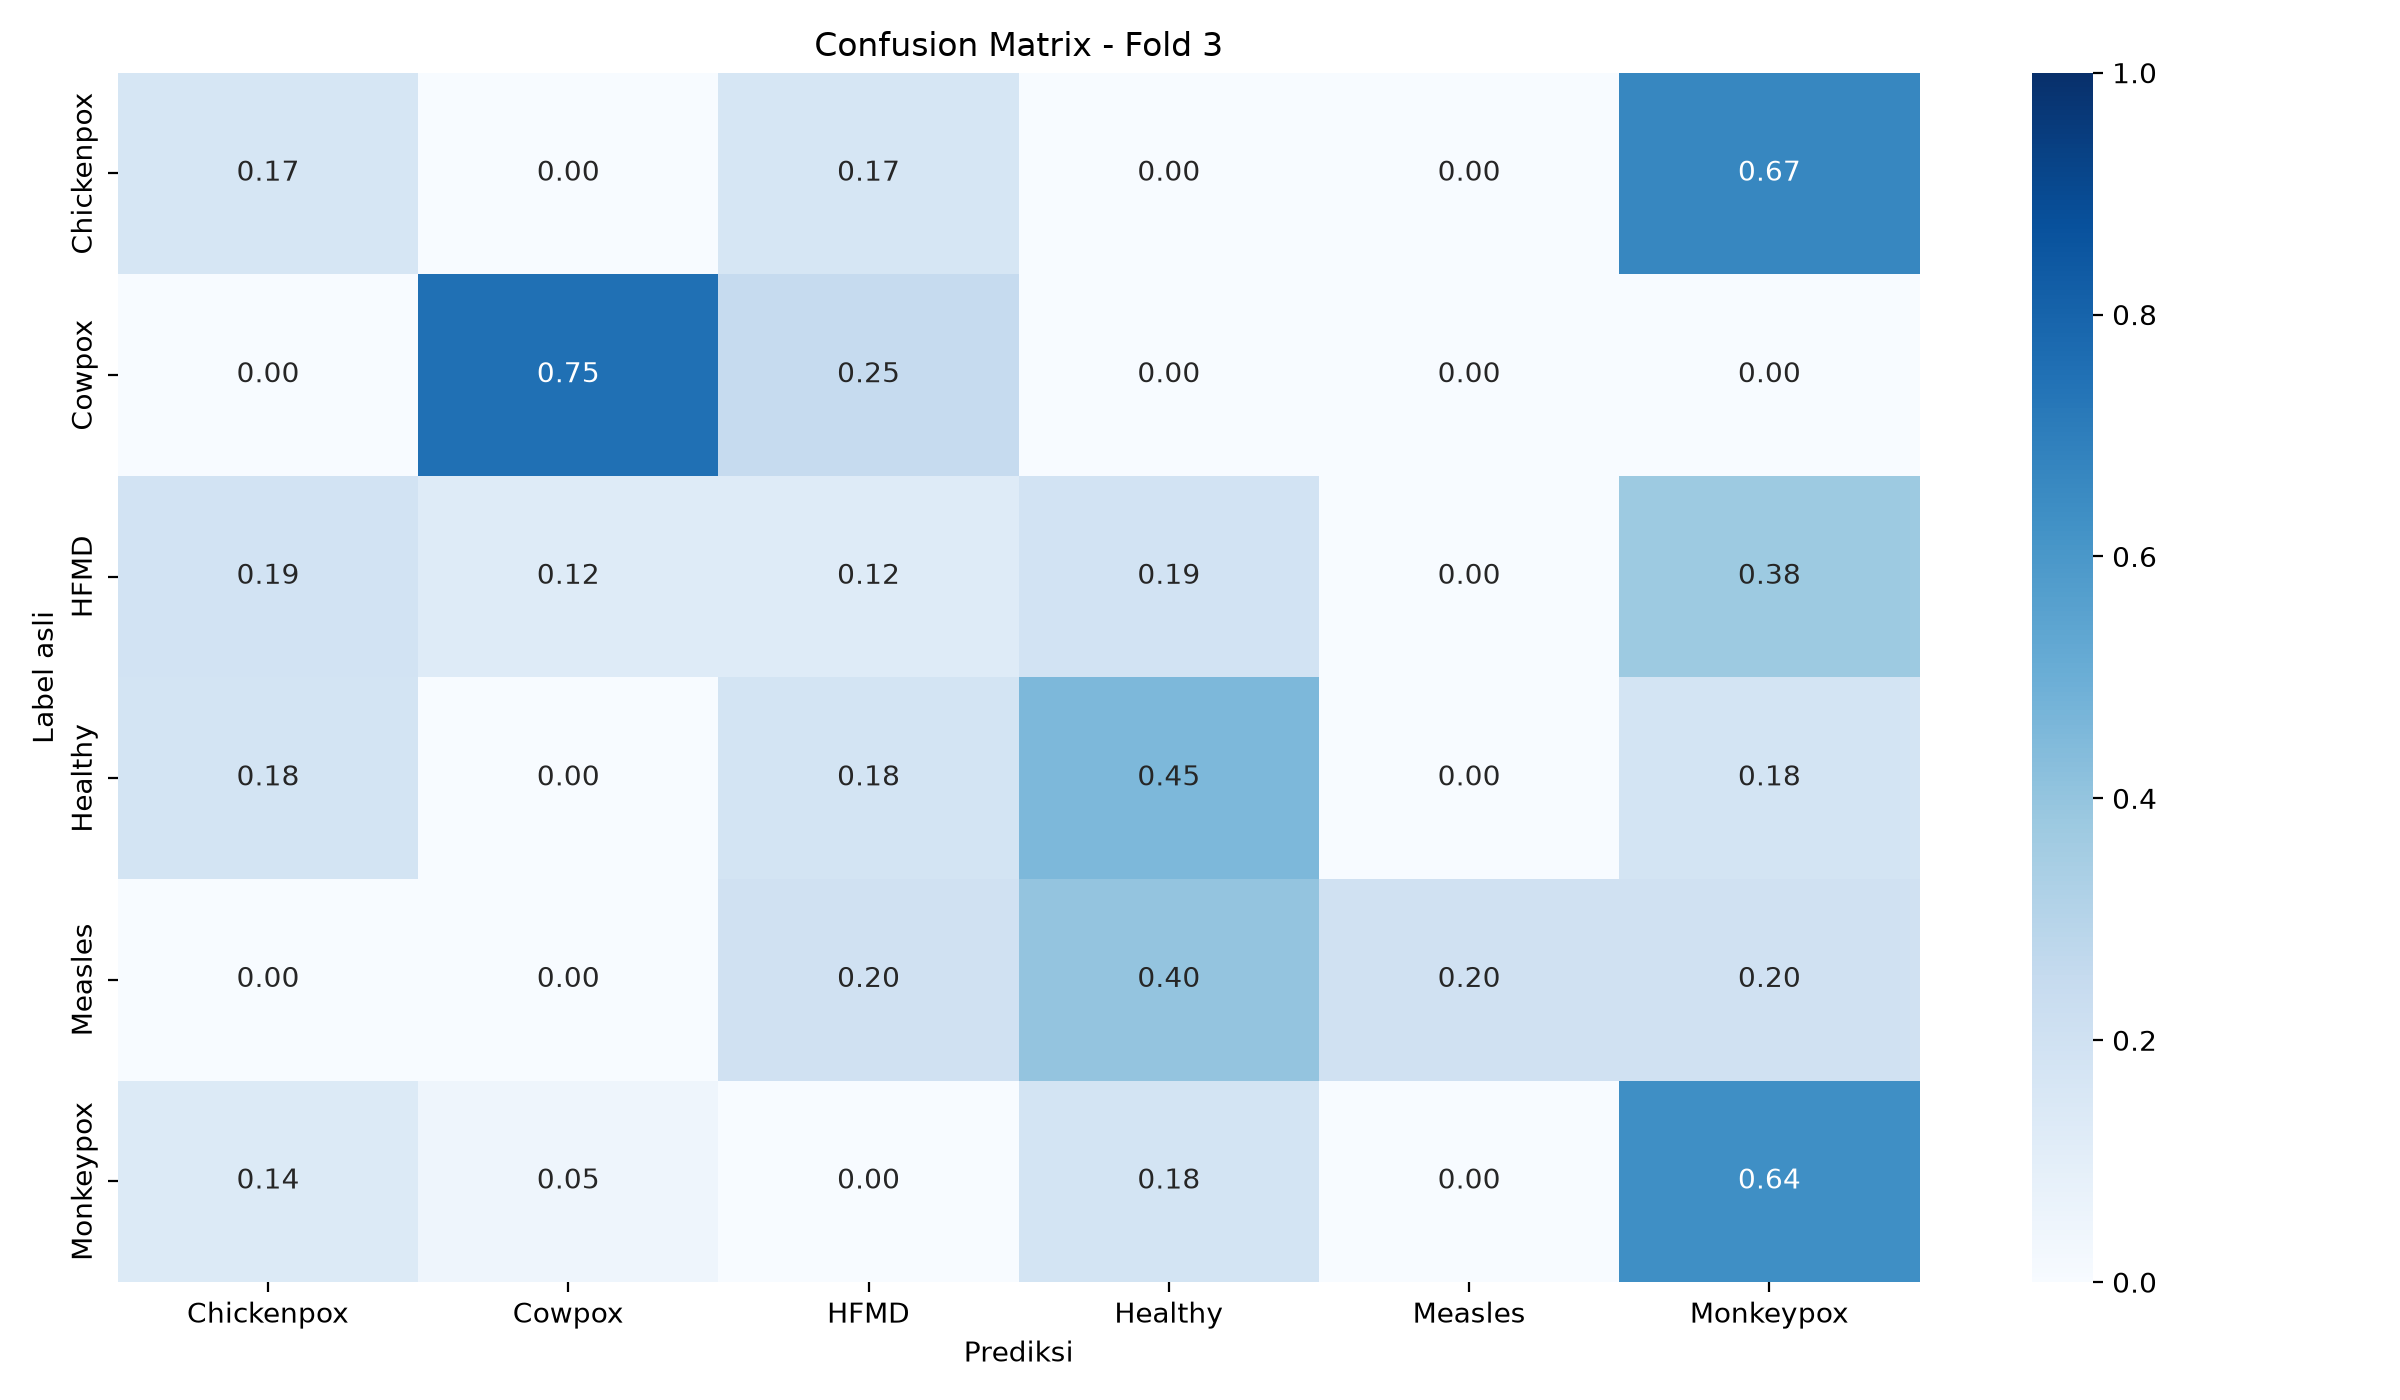 Confusion Matrix - Fold 3
Label asli
Chickenpox 0.17 0.00 0.17 0.00 0.00 0.67
Cowpox 0.00 0.75 0.25 0.00 0.00 0.00
HFMD 0.19 0.12 0.12 0.19 0.00 0.38
Healthy 0.18 0.00 0.18 0.45 0.00 0.18
Measles 0.00 0.00 0.20 0.40 0.20 0.20
Monkeypox 0.14 0.05 0.00 0.18 0.00 0.64
Chickenpox Cowpox HFMD Healthy Measles Monkeypox
Prediksi
1.0
0.8
0.6
0.4
0.2
0.0